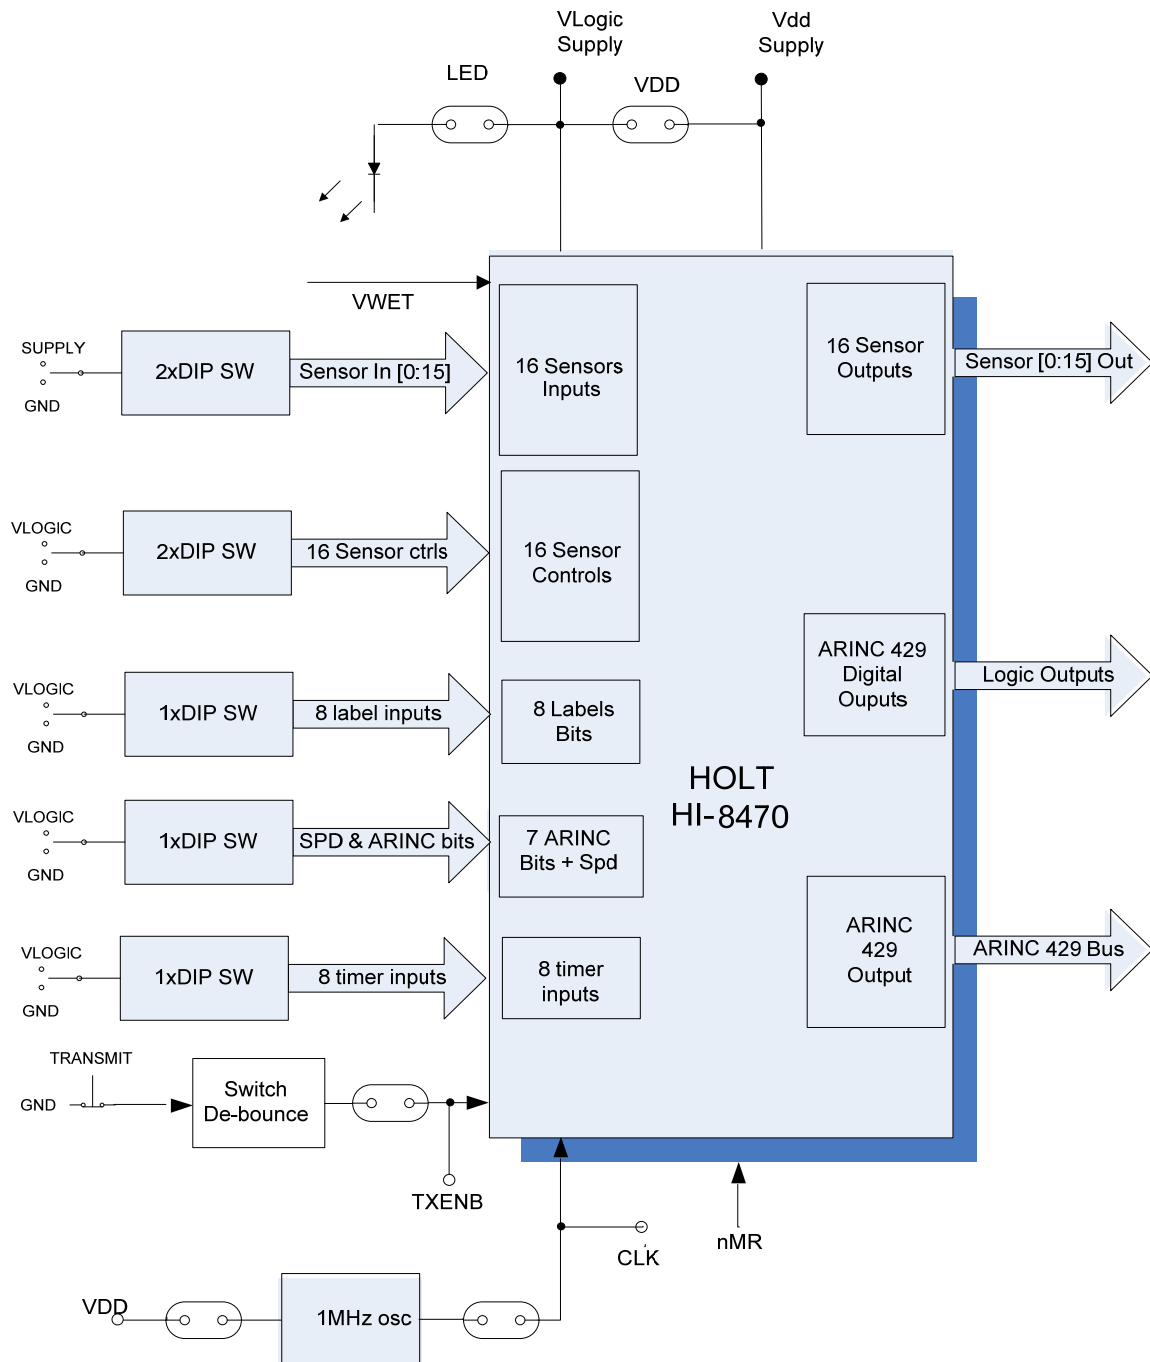 VLogic
Supply
Vdd
Supply
LED
VDD
VWET
SUPPLY
GND
2xDIP SW
Sensor In [0:15]
16 Sensors
Inputs
16 Sensor
Outputs
Sensor [0:15] Out
VLOGIC
GND
2xDIP SW
16 Sensor ctrls
16 Sensor
Controls
ARINC 429
Digital
Ouputs
Logic Outputs
VLOGIC
GND
1xDIP SW
8 label inputs
8 Labels
Bits
HOLT
HI-8470
VLOGIC
GND
1xDIP SW
SPD & ARINC bits
7 ARINC
Bits + Spd
ARINC
429
Output
ARINC 429 Bus
VLOGIC
GND
1xDIP SW
8 timer inputs
8 timer
inputs
TRANSMIT
GND
Switch
De-bounce
TXENB
CLK
nMR
VDD
1MHz osc